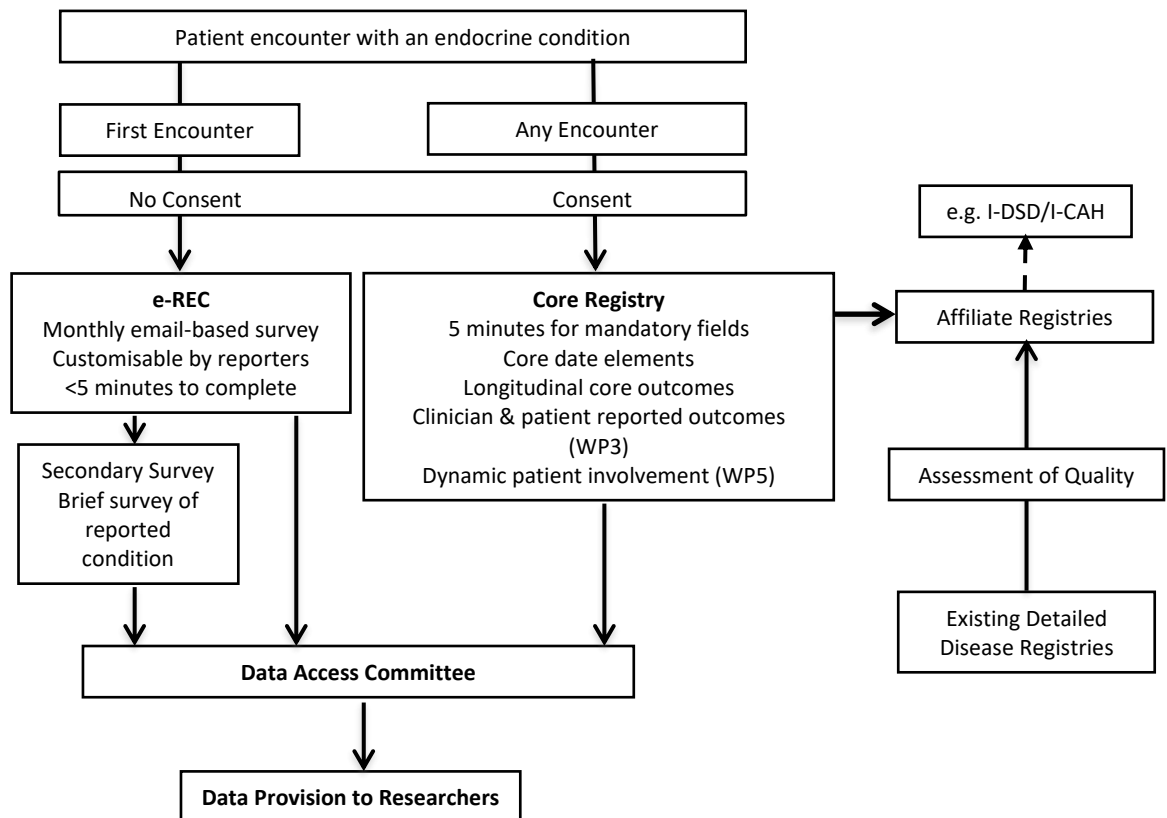 Patient encounter with an endocrine condition
First Encounter
Any Encounter
No Consent
Consent
e-REC
Monthly email-based survey
Customisable by reporters
<5 minutes to complete
Secondary Survey
Brief survey of
reported
condition
Core Registry
5 minutes for mandatory fields
Core date elements
Longitudinal core outcomes
Clinician & patient reported outcomes
(WP3)
Dynamic patient involvement (WP5)
e.g. I-DSD/I-CAH
Affiliate Registries
Assessment of Quality
Existing Detailed
Disease Registries
Data Access Committee
Data Provision to Researchers